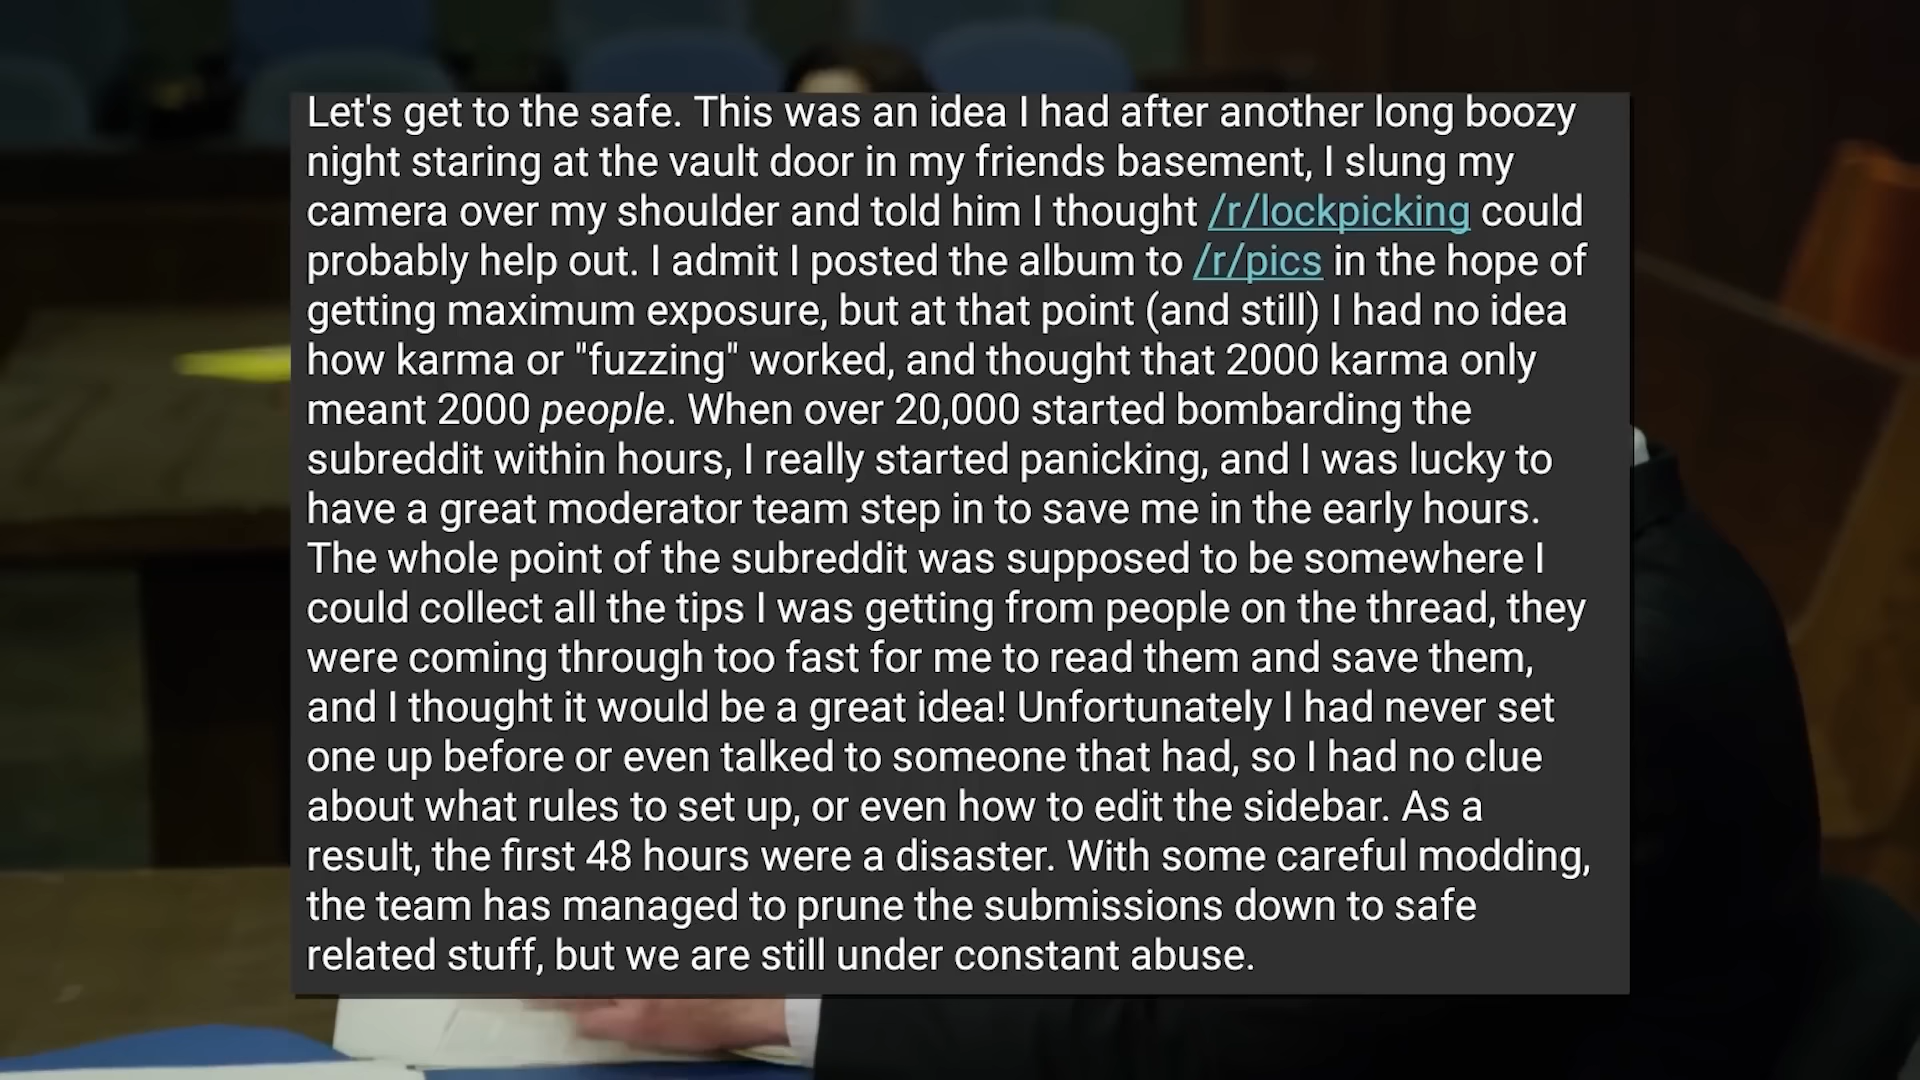 Let's get to the safe. This was an idea I had after another long boozy
night staring at the vault door in my friends basement, I slung my
camera over my shoulder and told him I thought /r/lockpicking could
probably help out. I admit I posted the album to /r/pics in the hope of
getting maximum exposure, but at that point (and still) I had no idea
how karma or "fuzzing" worked, and thought that 2000 karma only
meant 2000 people. When over 20,000 started bombarding the
subreddit within hours, I really started panicking, and I was lucky to
have a great moderator team step in to save me in the early hours.
The whole point of the subreddit was supposed to be somewhere I
could collect all the tips I was getting from people on the thread, they
were coming through too fast for me to read them and save them,
and I thought it would be a great idea! Unfortunately I had never set
one up before or even talked to someone that had, so I had no clue
about what rules to set up, or even how to edit the sidebar. As a
result, the first 48 hours were a disaster. With some careful modding,
the team has managed to prune the submissions down to safe
related stuff, but we are still under constant abuse.